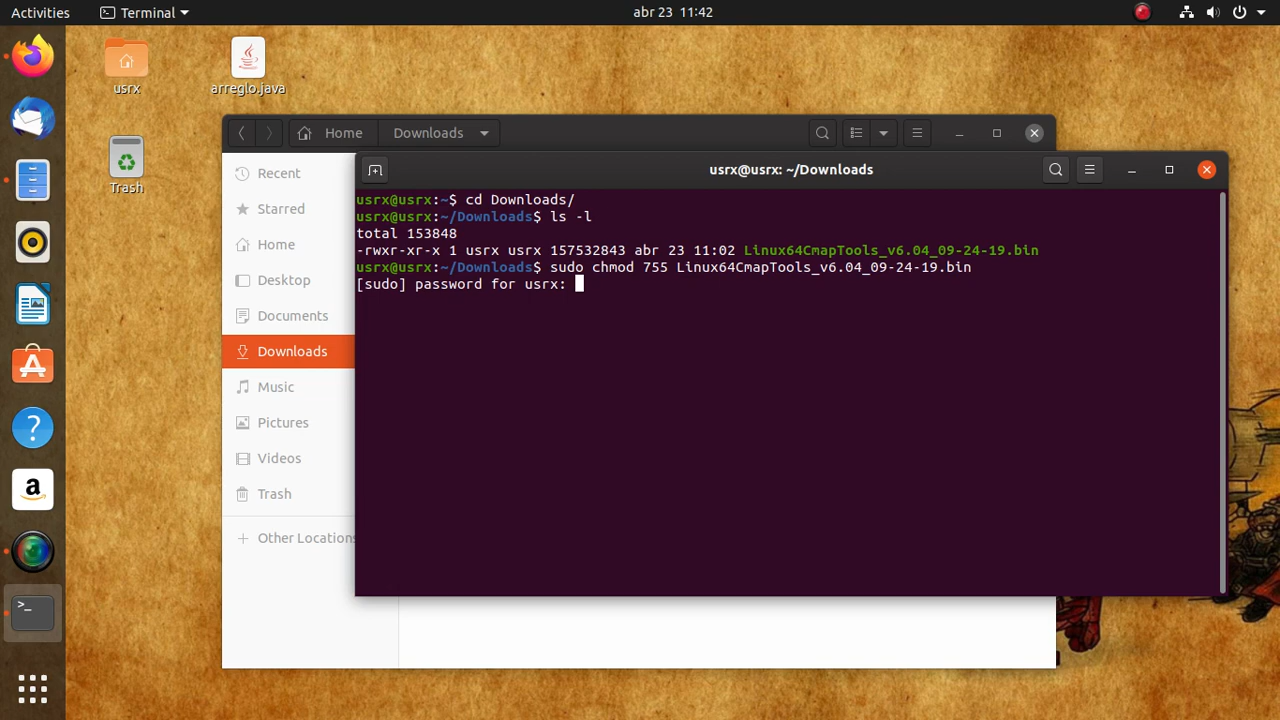 Activities
Terminal
abr 23 11:42
usrx
arreglo.java
Trash
Home
Downloads
Recent
Starred
Home
Desktop
Documents
Downloads
Music
Pictures
Videos
Trash
Other Locations
usrx@usrx: ~/Downloads
usrx@usrx:~$ cd Downloads/
usrx@usrx:~/Downloads$ ls -l
total 153848
-rwxr-xr-x 1 usrx usrx 157532843 abr 23 11:02 Linux64CmapTools_v6.04_09-24-19.bin
usrx@usrx:~/Downloads$ sudo chmod 755 Linux64CmapTools_v6.04_09-24-19.bin
[sudo] password for usrx: